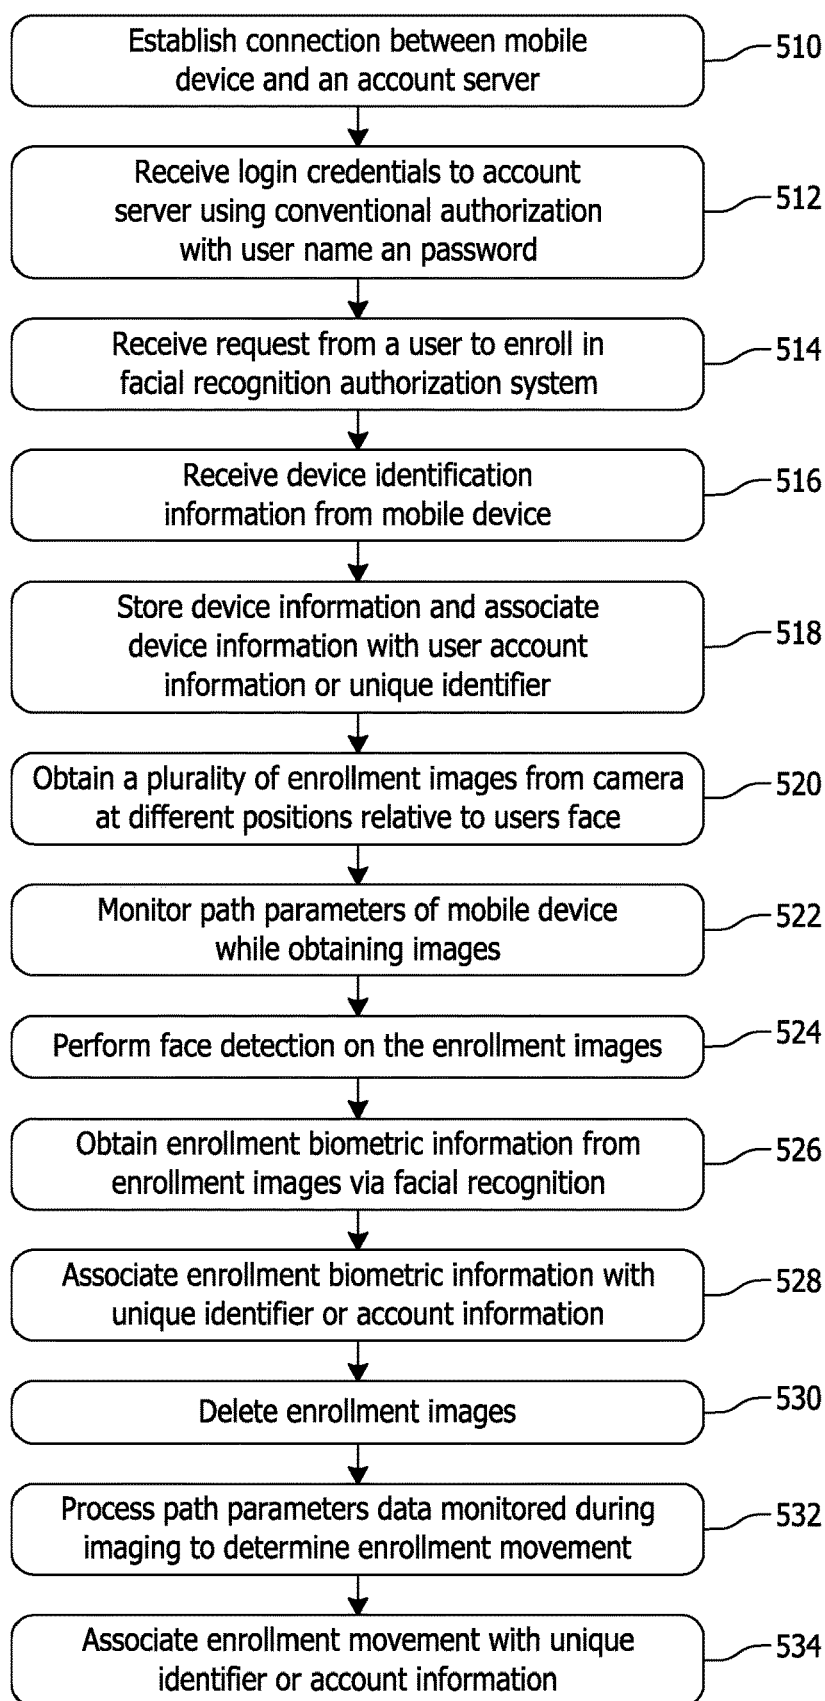 Establish connection between mobile
device and an account server
510
Receive login credentials to account
server using conventional authorization
with user name an password
512
Receive request from a user to enroll in
facial recognition authorization system
514
Receive device identification
information from mobile device
516
Store device information and associate
device information with user account
information or unique identifier
518
Obtain a plurality of enrollment images from camera
at different positions relative to users face
520
Monitor path parameters of mobile device
while obtaining images
522
Perform face detection on the enrollment images
524
Obtain enrollment biometric information from
enrollment images via facial recognition
526
Associate enrollment biometric information with
unique identifier or account information
528
Delete enrollment images
530
Process path parameters data monitored during
imaging to determine enrollment movement
532
Associate enrollment movement with unique
identifier or account information
534